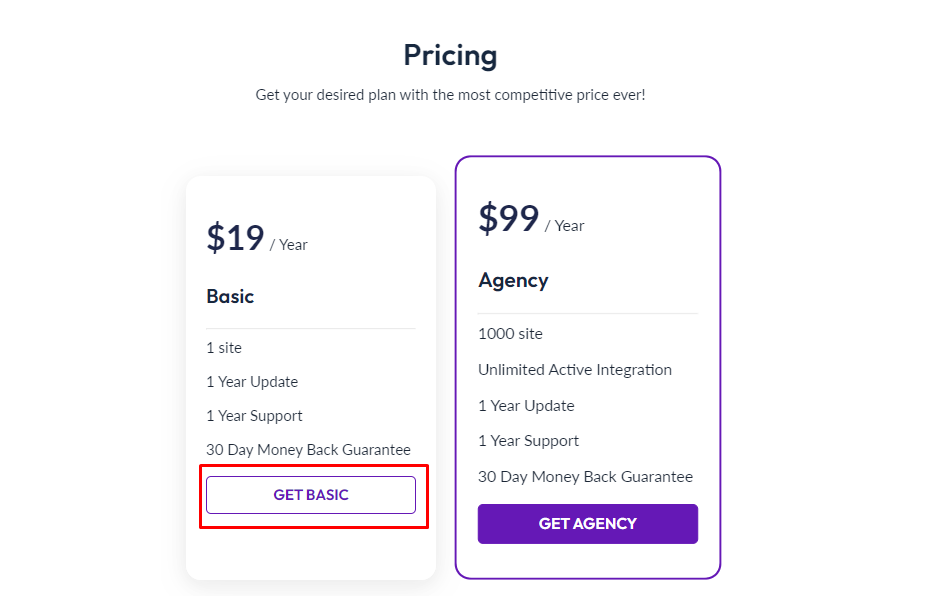 Pricing
Get your desired plan with the most competitive price ever!
$19 / Year
Basic
1 site
1 Year Update
1 Year Support
30 Day Money Back Guarantee
GET BASIC
$99 / Year
Agency
1000 site
Unlimited Active Integration
1 Year Update
1 Year Support
30 Day Money Back Guarantee
GET AGENCY